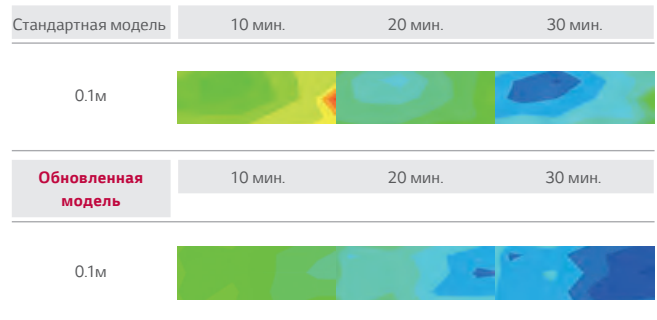 Стандартная модель 10 мин. 20 мин. 30 мин.
0.1м
Обновленная 10 мин. 20 мин. 30 мин.
модель
0.1м